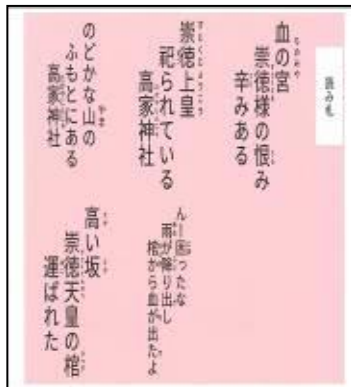 読み札
血の宮
崇徳様の恨み
辛みある
崇徳上皇
祀られている
高家神社
のどかな山の
ふもとにある
高家神社
んー困ったな
雨が降り出し
棺から血が出たよ
高い坂
崇徳天皇の棺
運ばれた